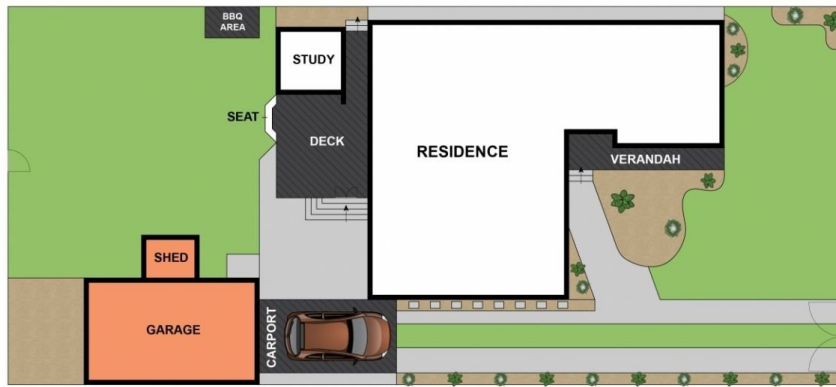 BBQ
AREA
STUDY
SEAT
DECK
RESIDENCE
VERANDAH
SHED
GARAGE
CARPORT